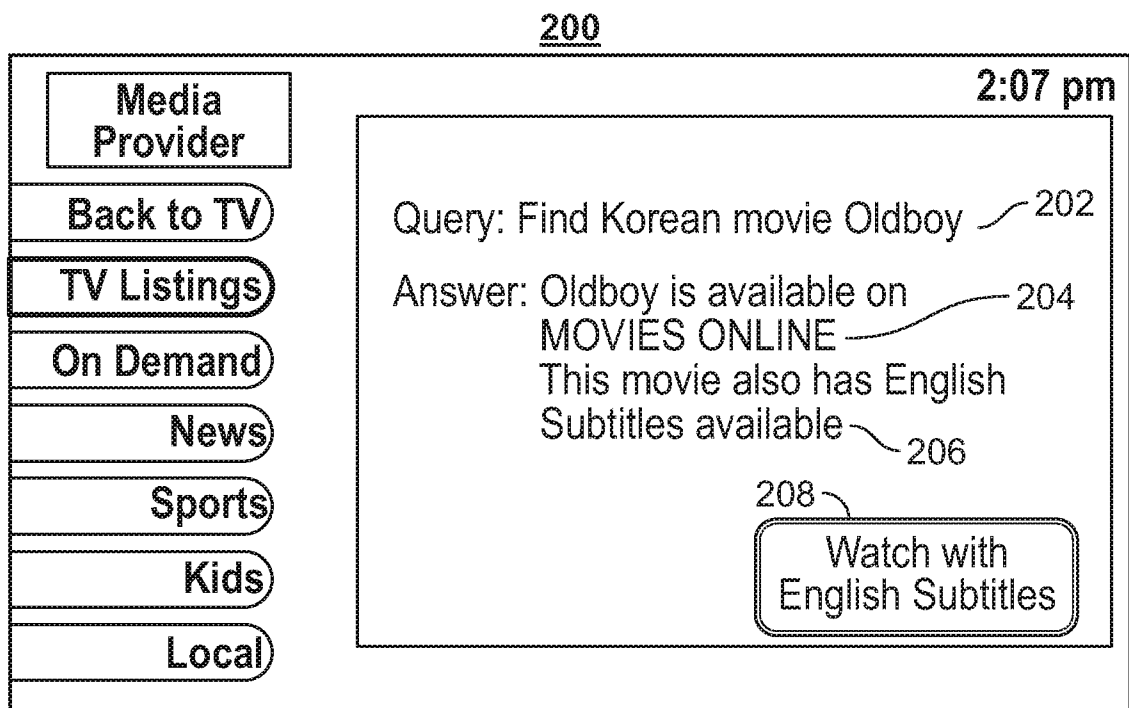 200
2:07 pm
Media
Provider
Back to TV
TV Listings
On Demand
News
Sports
Kids
Local
Query: Find Korean movie Oldboy 202
Answer: Oldboy is available on 204
MOVIES ONLINE
This movie also has English
Subtitles available 206
208
Watch with
English Subtitles